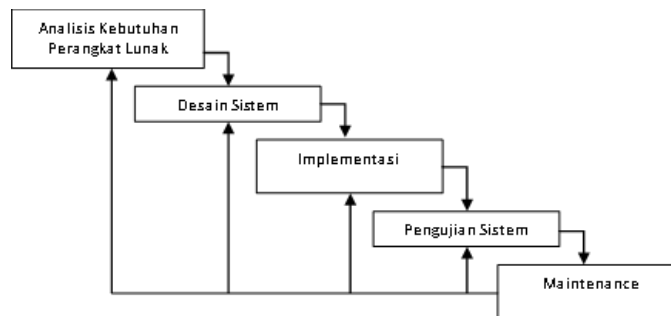 Analisis Kebutuhan
Perangkat Lunak
Desain Sistem
Implementasi
Pengujian Sistem
Maintenance